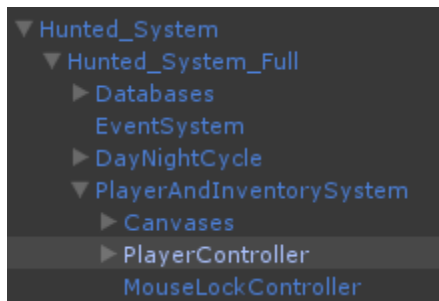 Hunted_System
Hunted_System_Full
Databases
EventSystem
DayNightCycle
PlayerAndInventorySystem
Canvases
PlayerController
MouseLockController